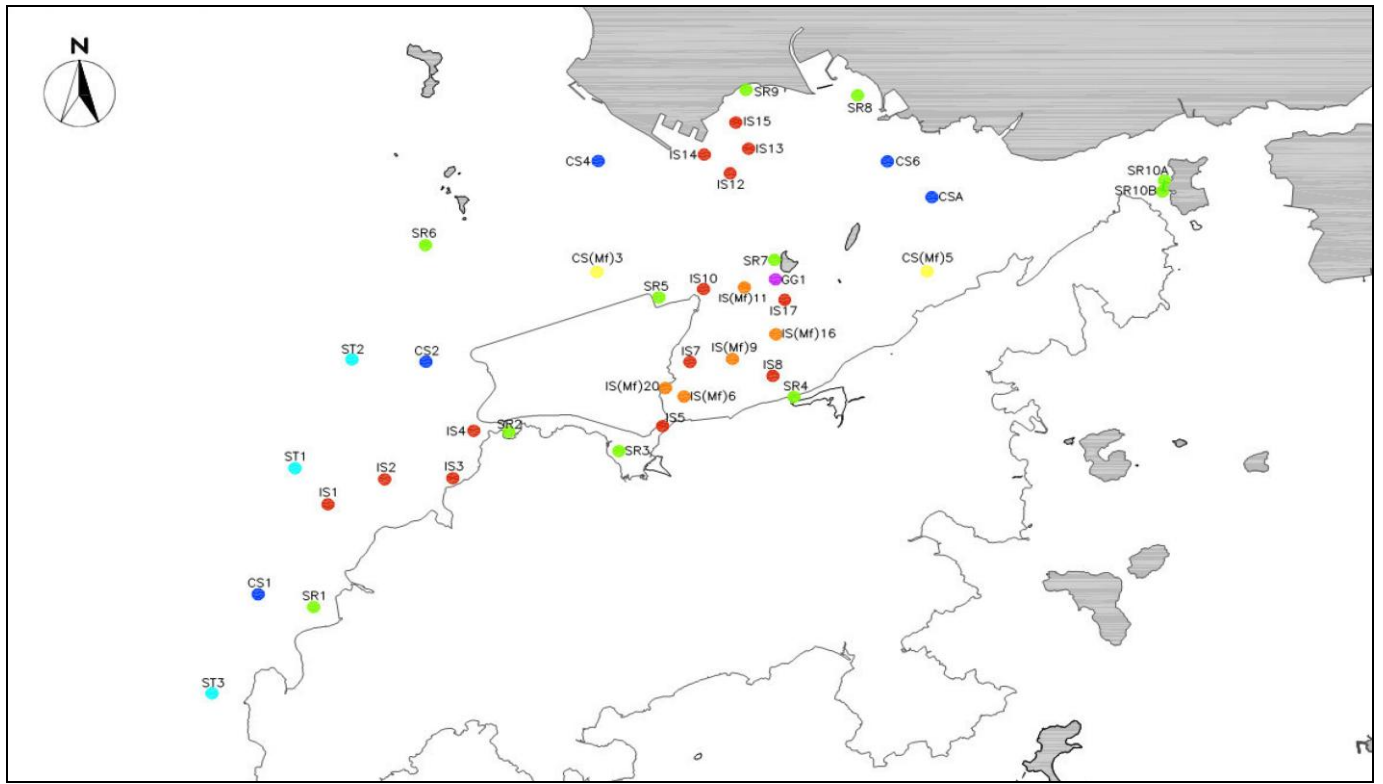 N
SR9
SR8
IS15
IS13
IS14
CS4
CS6
IS12
SR10A
SR10B
CSA
SR6
SR7
CS(Mf)3
CS(Mf)5
GG1
IS10
SR5
IS(Mf)11
IS17
IS(Mf)16
ST2
CS2
IS7
IS(Mf)9
IS8
IS(Mf)20
SR4
IS(Mf)6
IS5
SR2
IS4
SR3
ST1
IS2
IS3
IS1
CS1
SR1
ST3